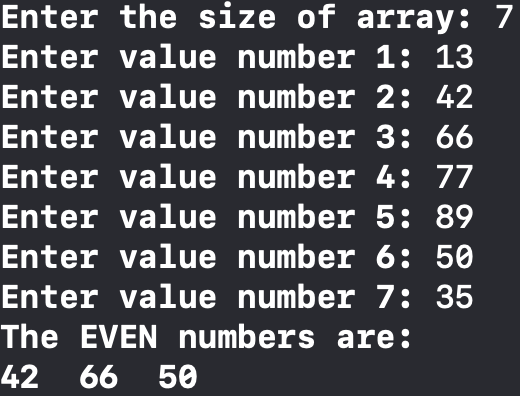 Enter the size of array: 7
Enter value number 1: 13
Enter value number 2: 42
Enter value number 3: 66
Enter value number 4: 77
Enter value number 5: 89
Enter value number 6: 50
Enter value number 7: 35
The EVEN numbers are:
42  66  50